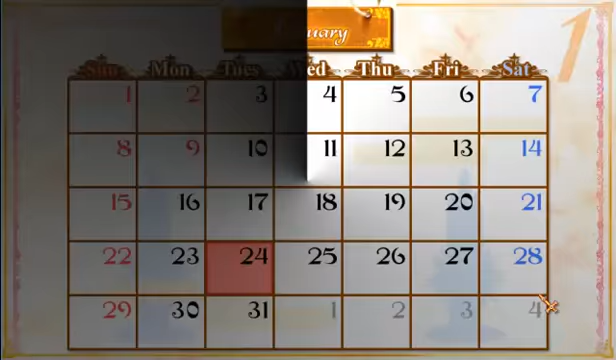 uary 1
Sun Mon Tues Wed Thu Fri Sat
1 2 3 4 5 6 7
8 9 10 11 12 13 14
15 16 17 18 19 20 21
22 23 24 25 26 27 28
29 30 31 1 2 3 4